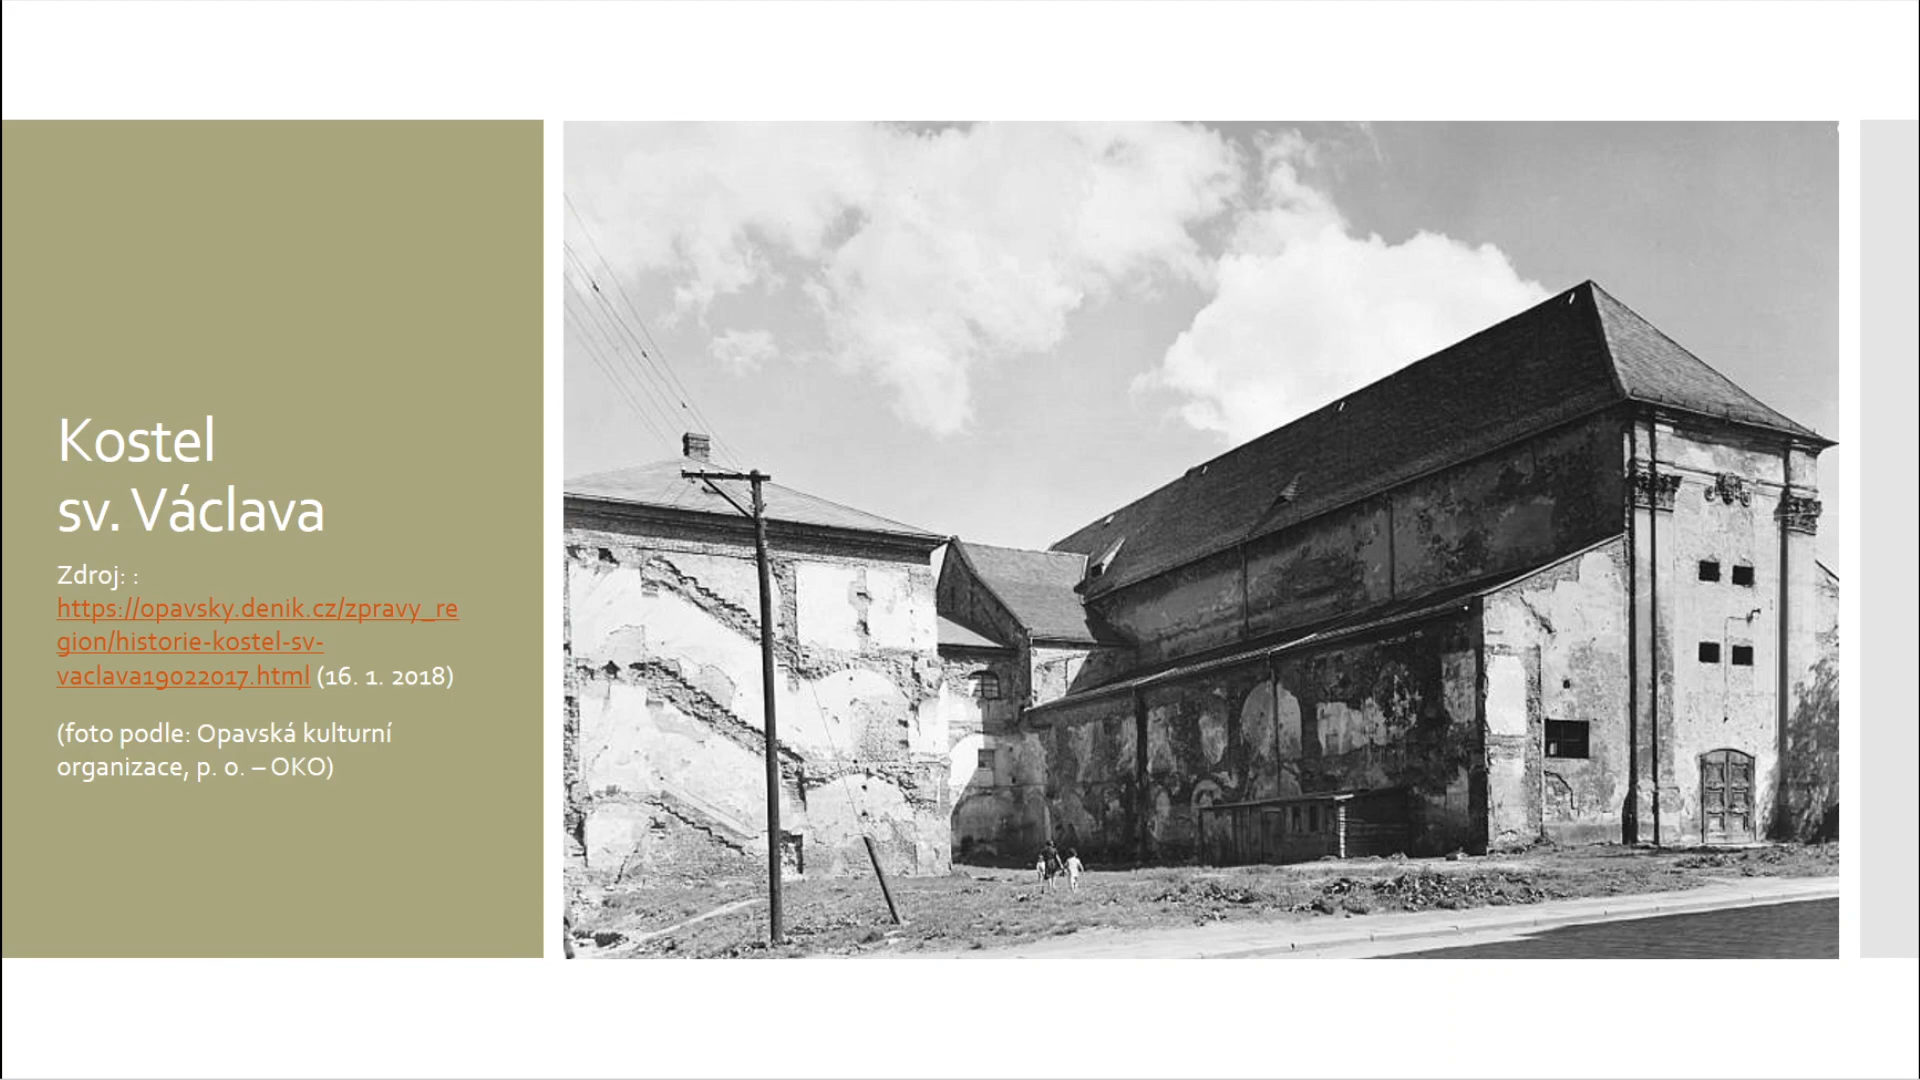 Kostel
sv. Václava
Zdroj: :
https://opavsky.denik.cz/zpravy_re
gion/historie-kostel-sv-
vaclava19022017.html (16. 1. 2018)
(foto podle: Opavská kulturní
organizace, p. o. – OKO)